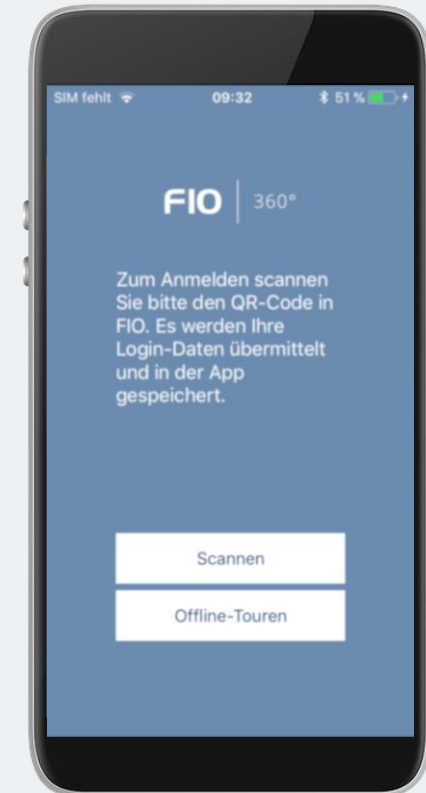 SIM fehlt 09:32 51 %
FIO 360°
Zum Anmelden scannen
Sie bitte den QR-Code in
FIO. Es werden Ihre
Login-Daten übermittelt
und in der App
gespeichert.
Scannen
Offline-Touren